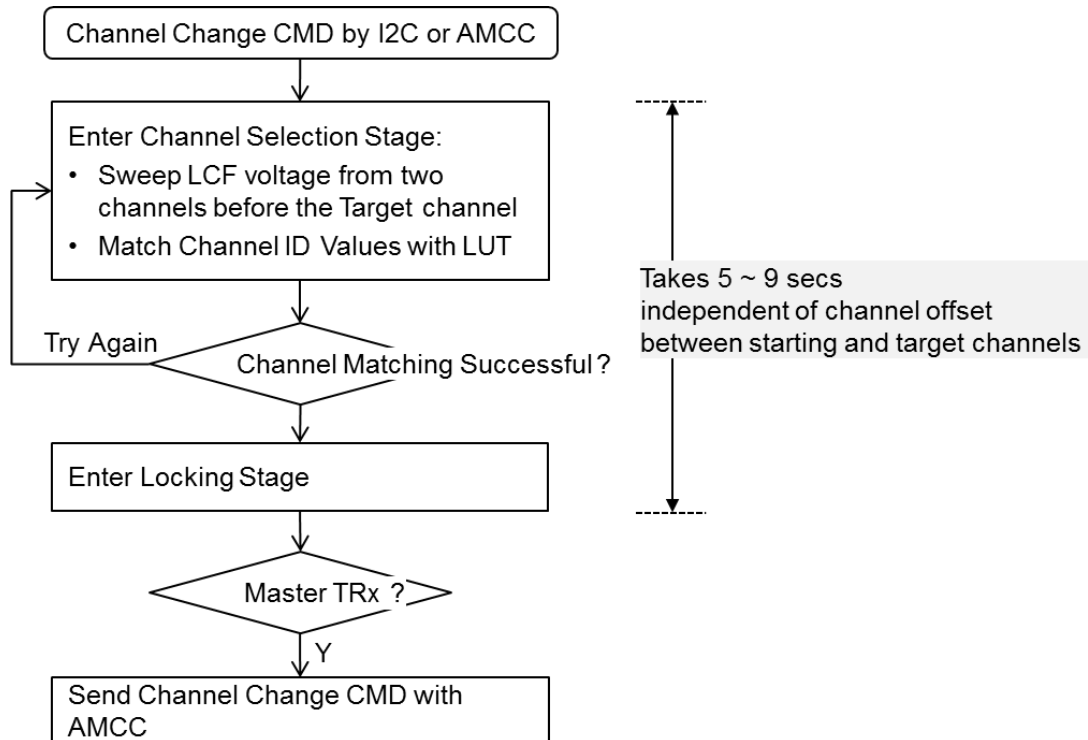 Channel Change CMD by I2C or AMCC
Enter Channel Selection Stage:
• Sweep LCF voltage from two
channels before the Target channel
• Match Channel ID Values with LUT
Takes 5 ~ 9 secs
independent of channel offset
between starting and target channels
Try Again
Channel Matching Successful ?
Enter Locking Stage
Master TRx ?
Y
Send Channel Change CMD with
AMCC